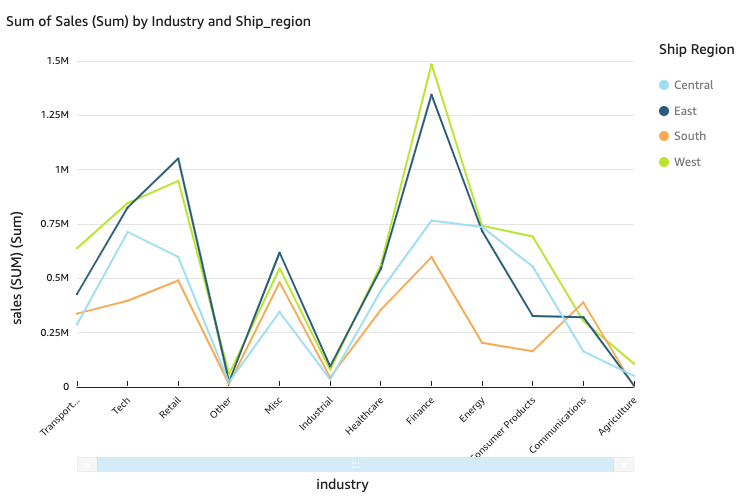 Sum of Sales (Sum) by Industry and Ship_region
Ship Region
Central
East
South
West
sales (SUM) (Sum)
1.5M
1.25M
1M
0.75M
0.5M
0.25M
0
Transport...
Tech
Retail
Other
Misc
Industrial
Healthcare
Finance
Energy
onsumer Products
Communications
Agriculture
industry